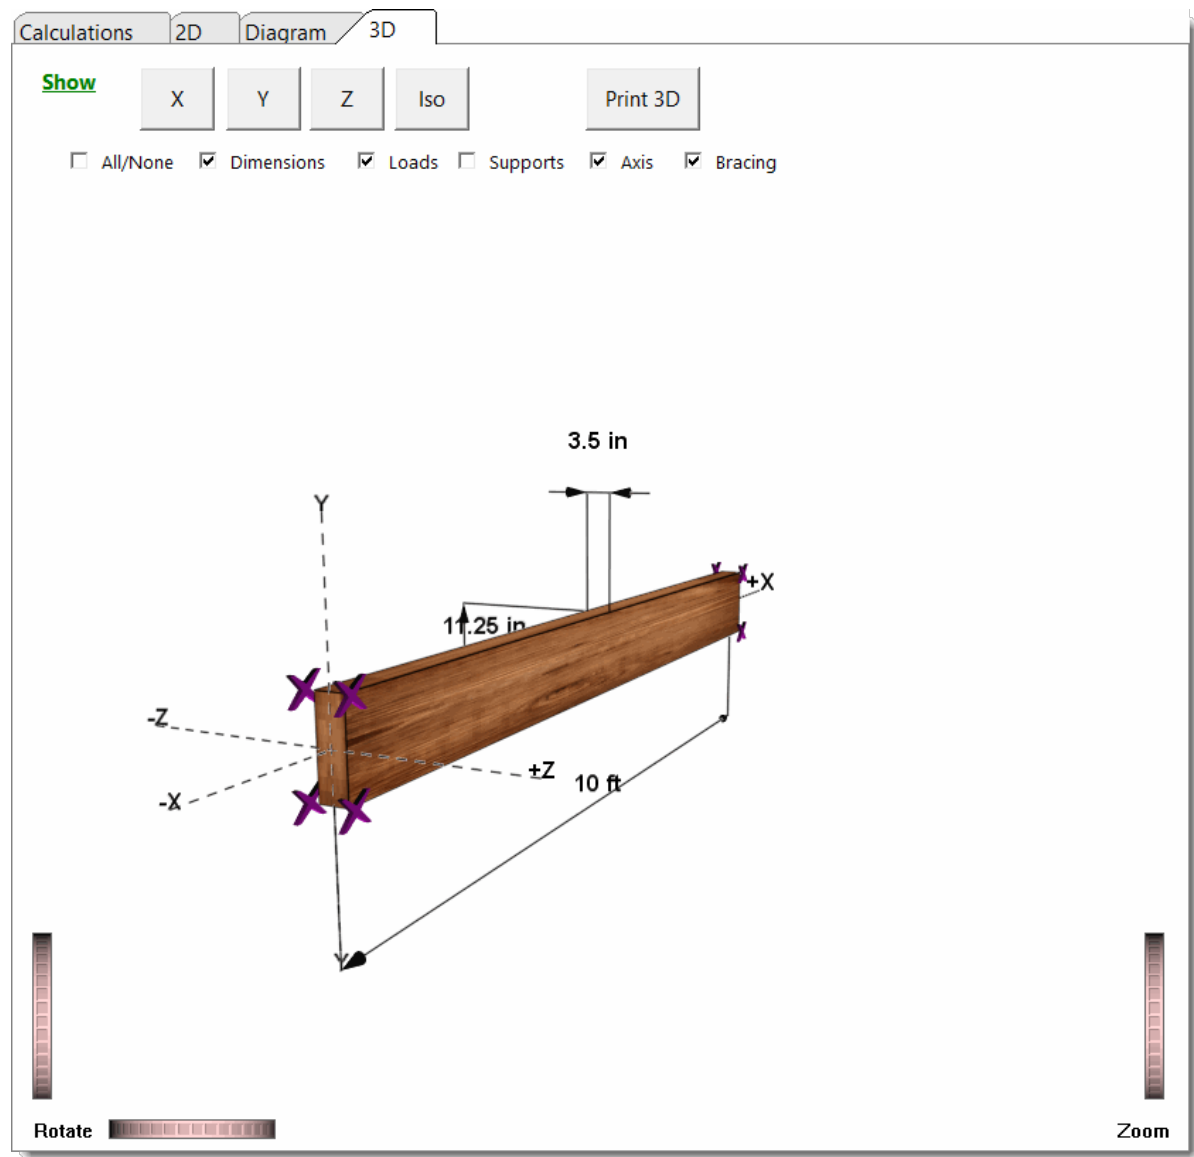 Calculations 2D Diagram 3D
Show X Y Z Iso Print 3D
All/None Dimensions Loads Supports Axis Bracing
3.5 in
Y
+X
11.25 in
-Z
+Z
10 ft
-X
Y
Rotate
Zoom